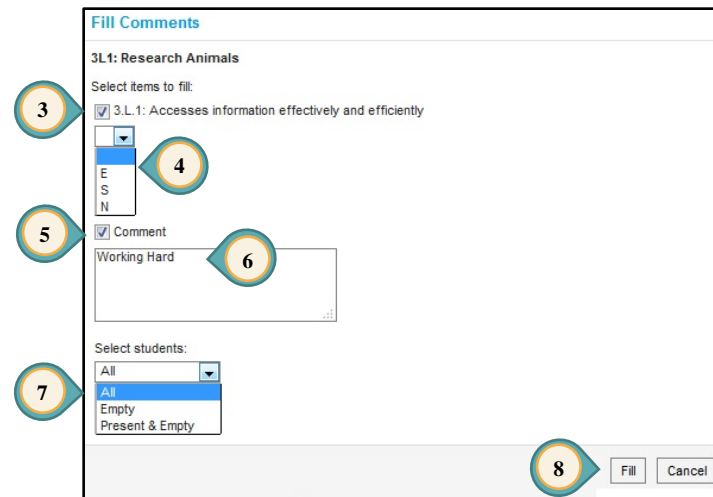 Fill Comments
3L1: Research Animals
Select items to fill:
3
3.L.1: Accesses information effectively and efficiently
4
E
S
N
5
Comment
Working Hard
6
Select students:
All
7
All
Empty
Present & Empty
8
Fill
Cancel